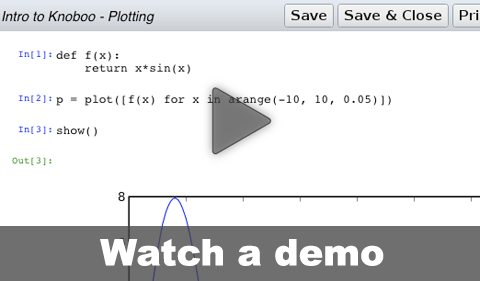 Intro to Knoboo - Plotting
Save
Save & Close
Pri
In[1]: def f(x):
return x*sin(x)
In[2]: p = plot([f(x) for x in arange(-10, 10, 0.05)])
In[3]: show()
Out[3]:
8
Watch a demo